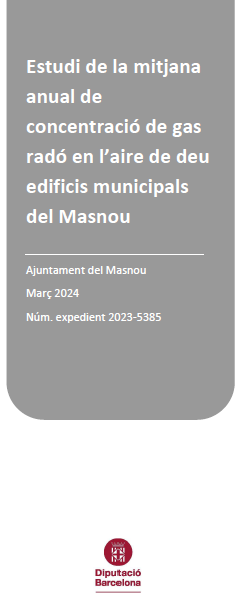 Estudi de la mitjana
anual de
concentració de gas
radó en l’aire de deu
edificis municipals
del Masnou
Ajuntament del Masnou
Març 2024
Núm. expedient 2023-5385
Diputació
Barcelona